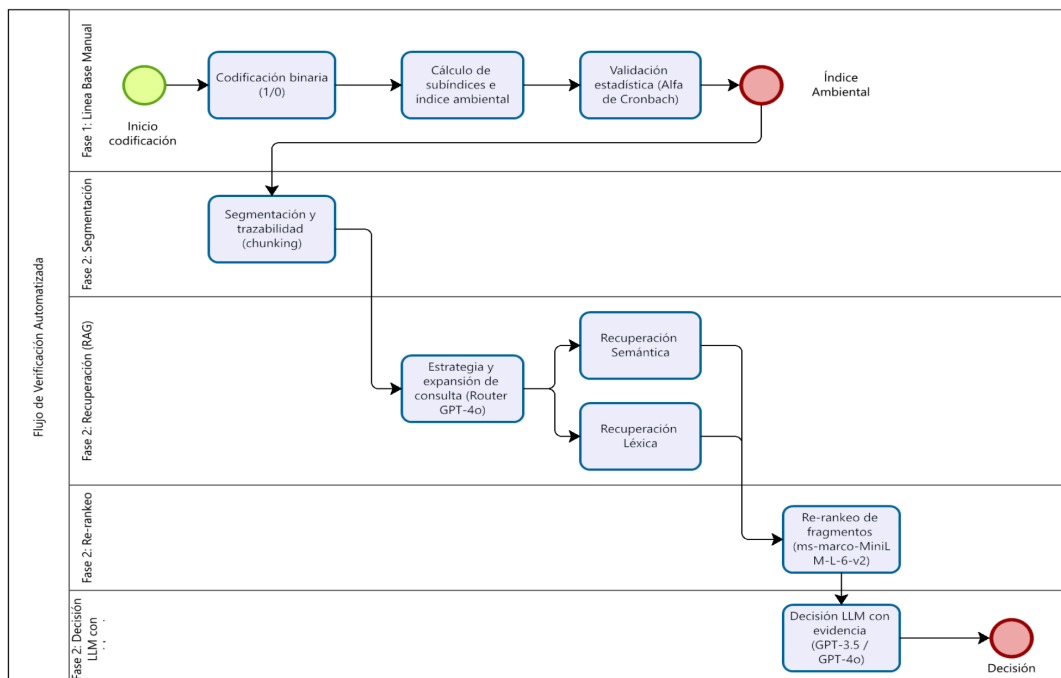 Flujo de Verificación Automatizada
Fase 1: Linea Base Manual
Inicio
codificación
Codificación binaria
(1/0)
Cálculo de
subíndices e
índice ambiental
Validación
estadística (Alfa
de Cronbach)
Índice
Ambiental
Fase 2: Segmentación
Segmentación y
trazabilidad
(chunking)
Fase 2: Recuperación (RAG)
Estrategia y
expansión de
consulta (Router
GPT-4o)
Recuperación
Semántica
Recuperación
Léxica
Fase 2: Re-rankeo
Re-rankeo de
fragmentos
(ms-marco-MiniL
M-L-6-v2)
Fase 2: Decisión
LLM con
Decisión LLM con
evidencia
(GPT-3.5 /
GPT-4o)
Decisión